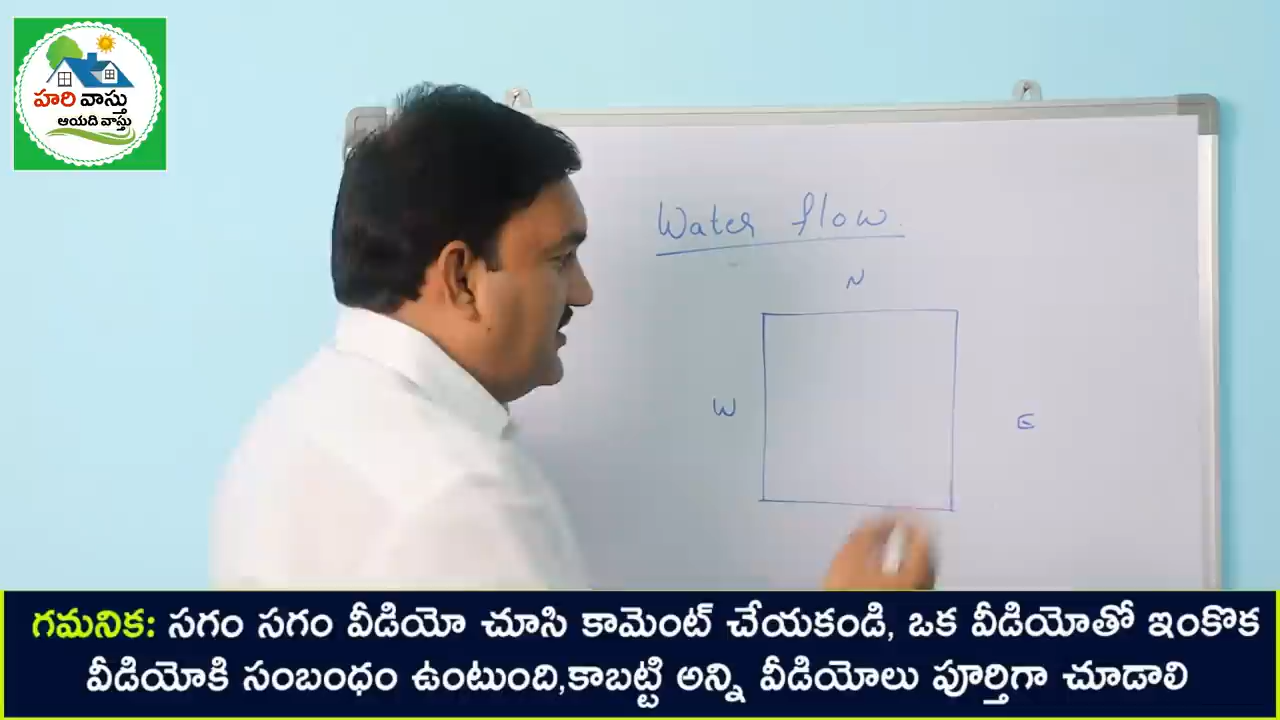 హరి వాస్తు
ఆయది వాస్తు
Water flow.
N
W
E
గమనిక: సగం సగం వీడియో చూసి కామెంట్ చేయకండి, ఒక వీడియోతో ఇంకొక
వీడియోకి సంబంధం ఉంటుంది,కాబట్టి అన్ని వీడియోలు పూర్తిగా చూడాలి